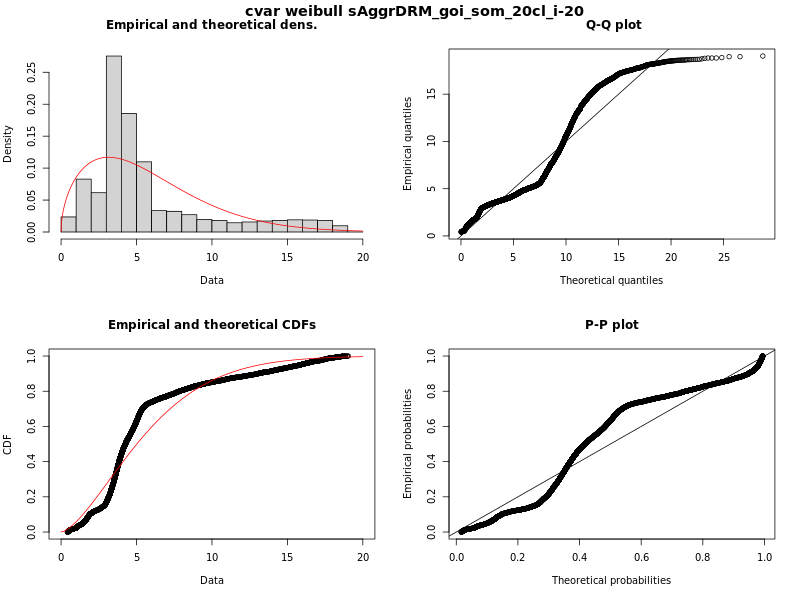 cvar weibull sAggrDRM_goi_som_20cl_i-20
Empirical and theoretical dens.
Density
0.00 0.05 0.10 0.15 0.20 0.25
0 5 10 15 20
Data
Q-Q plot
Empirical quantiles
0 5 10 15
0 5 10 15 20 25
Theoretical quantiles
Empirical and theoretical CDFs
CDF
0.0 0.2 0.4 0.6 0.8 1.0
0 5 10 15 20
Data
P-P plot
Empirical probabilities
0.0 0.2 0.4 0.6 0.8 1.0
0.0 0.2 0.4 0.6 0.8 1.0
Theoretical probabilities